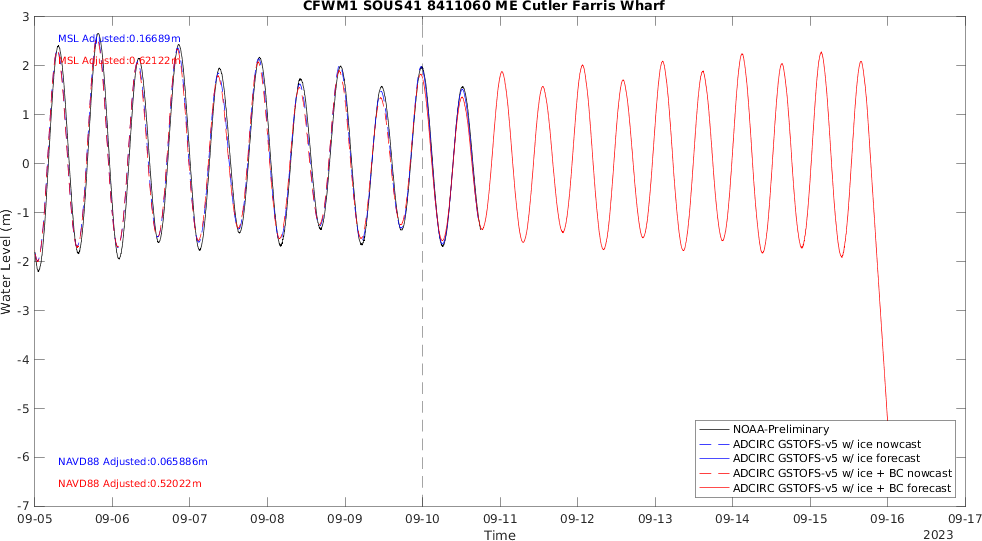 CFWM1 SOUS41 8411060 ME Cutler Farris Wharf
MSL Adjusted:0.16689m
MSL Adjusted:0.62122m
NAVD88 Adjusted:0.065886m
NAVD88 Adjusted:0.52022m
Water Level (m)
3
2
1
0
-1
-2
-3
-4
-5
-6
-7
NOAA-Preliminary
ADCIRC GSTOFS-v5 w/ ice nowcast
ADCIRC GSTOFS-v5 w/ ice forecast
ADCIRC GSTOFS-v5 w/ ice + BC nowcast
ADCIRC GSTOFS-v5 w/ ice + BC forecast
09-05 09-06 09-07 09-08 09-09 09-10 09-11 09-12 09-13 09-14 09-15 09-16 09-17
Time
2023